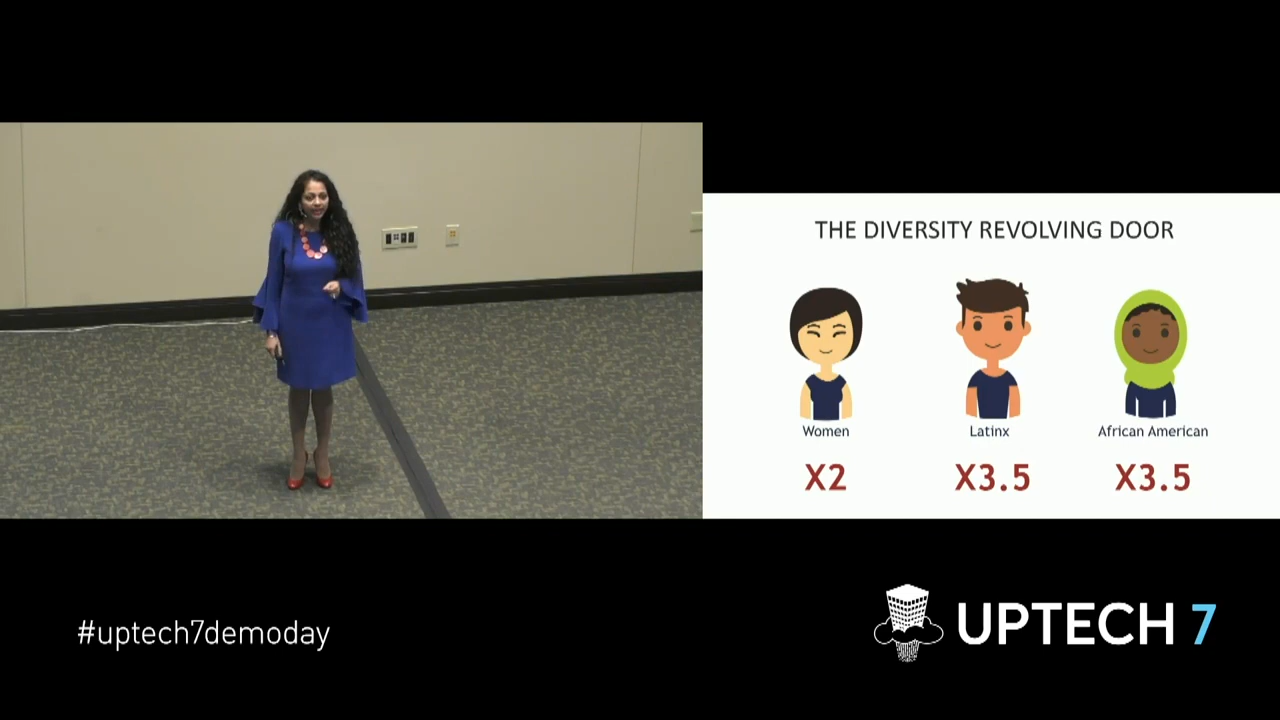 THE DIVERSITY REVOLVING DOOR
Women
Latinx
African American
X2
X3.5
X3.5
#uptech7demoday
UPTECH 7